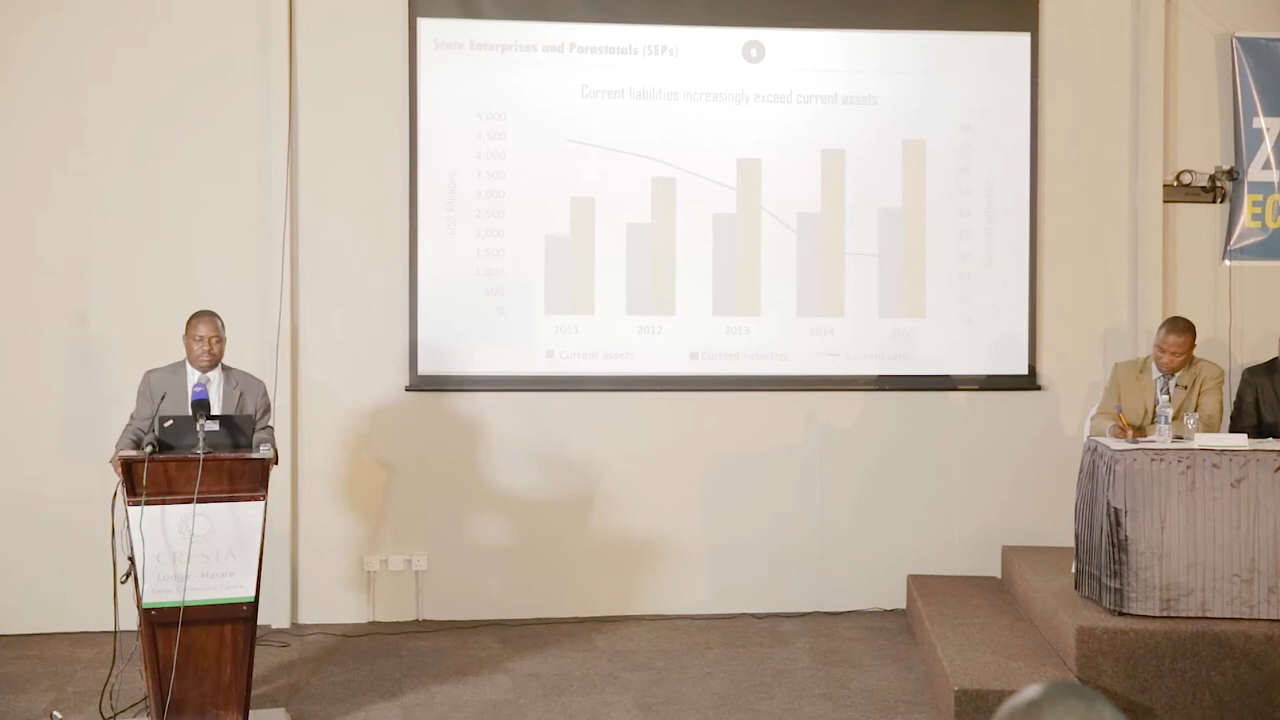 State Enterprises and Parastatals (SEPs)
Current liabilities increasingly exceed current assets
5,000
4,500
4,000
3,500
3,000
2,500
2,000
1,500
1,000
500
US$ Millions
2011 2012 2013 2014 2015
Current assets Current liabilities Current ratio
Z
EC
CRESTA
Lodge - Harare